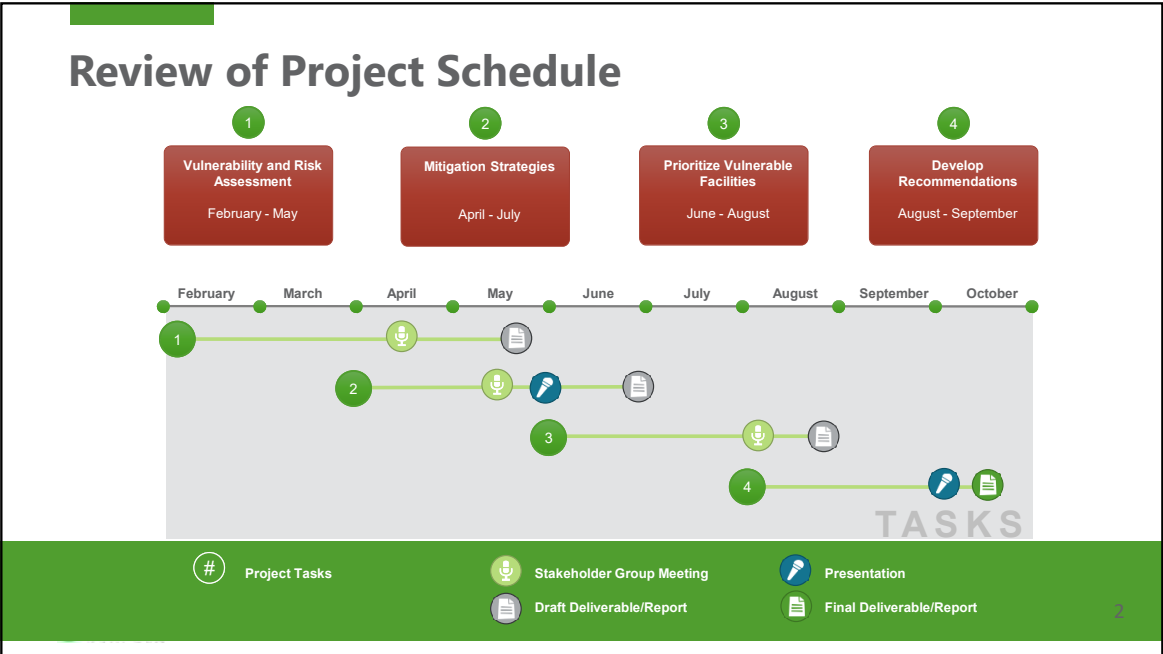 Review of Project Schedule
1
2
3
4
Vulnerability and Risk
Assessment
February - May
Mitigation Strategies
April - July
Prioritize Vulnerable
Facilities
June - August
Develop
Recommendations
August - September
February March April May June July August September October
1
2
3
4
TASKS
# Project Tasks
Stakeholder Group Meeting
Presentation
Draft Deliverable/Report
Final Deliverable/Report
2